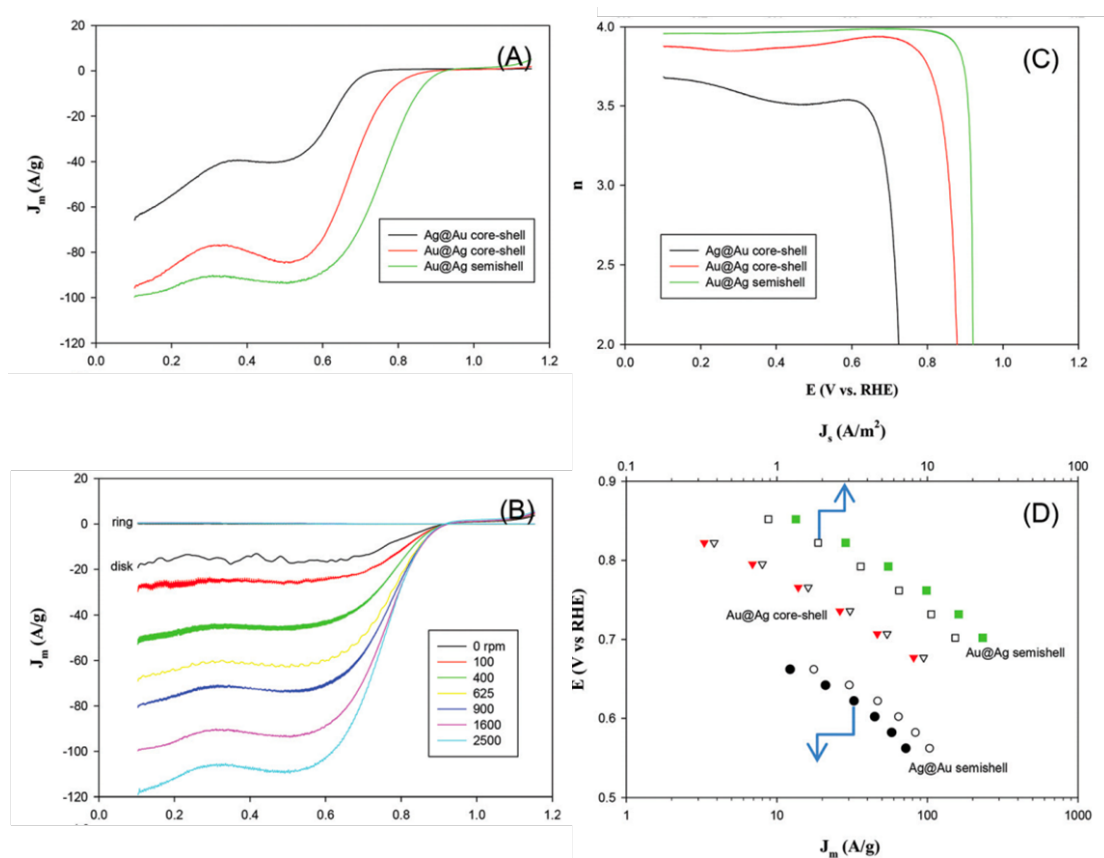 20
0
-20
-40
-60
-80
-100
-120
J_m (A/g)
(A)
Ag@Au core-shell
Au@Ag core-shell
Au@Ag semishell
0.0 0.2 0.4 0.6 0.8 1.0 1.2
4.0
3.5
3.0
2.5
2.0
n
(C)
Ag@Au core-shell
Au@Ag core-shell
Au@Ag semishell
0.0 0.2 0.4 0.6 0.8 1.0 1.2
E (V vs. RHE)
20
0
-20
-40
-60
-80
-100
-120
J_m (A/g)
(B)
ring
disk
0 rpm
100
400
625
900
1600
2500
0.0 0.2 0.4 0.6 0.8 1.0 1.2
J_s (A/m²)
0.1 1 10 100
0.9
0.8
0.7
0.6
0.5
E (V vs RHE)
(D)
Au@Ag core-shell
Au@Ag semishell
Ag@Au semishell
1 10 100 1000
J_m (A/g)